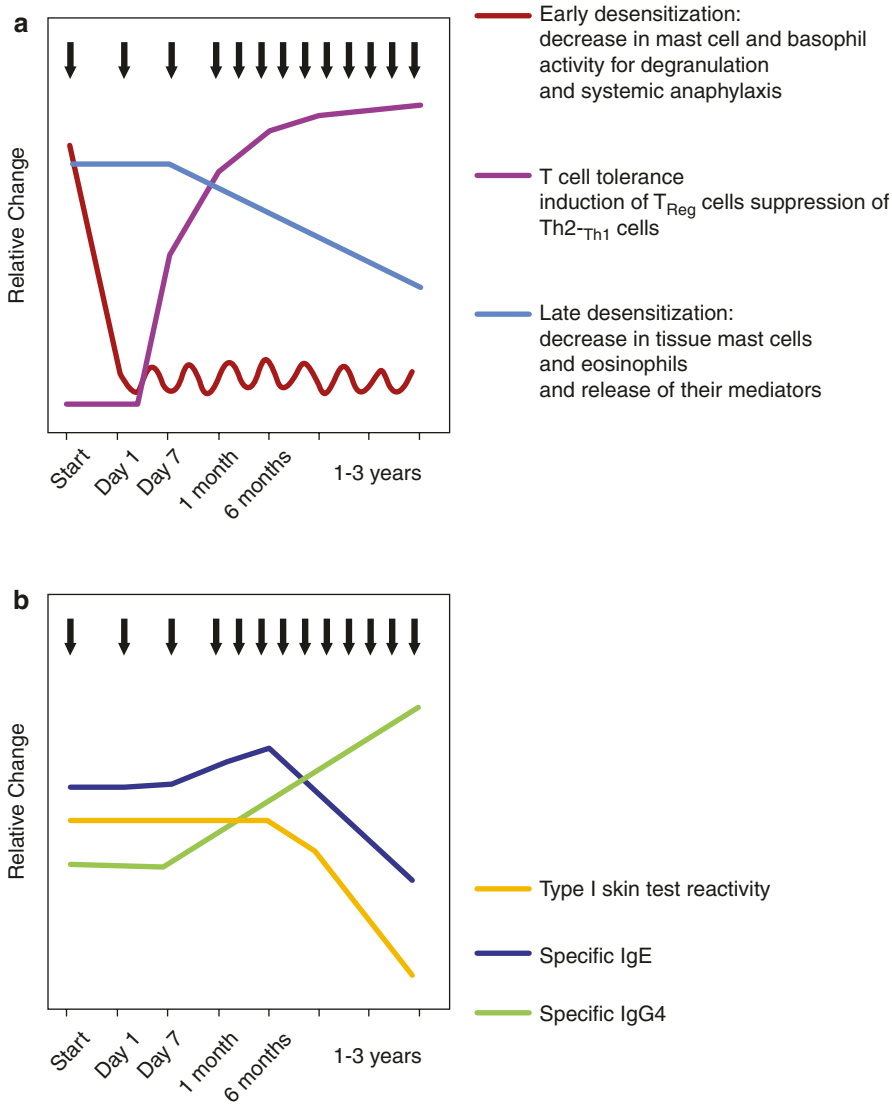 a
Relative Change
Start
Day 1
Day 7
1 month
6 months
1-3 years
Early desensitization:
decrease in mast cell and basophil
activity for degranulation
and systemic anaphylaxis
T cell tolerance
induction of TReg cells suppression of
Th2-Th1 cells
Late desensitization:
decrease in tissue mast cells
and eosinophils
and release of their mediators
b
Relative Change
Start
Day 1
Day 7
1 month
6 months
1-3 years
Type I skin test reactivity
Specific IgE
Specific IgG4